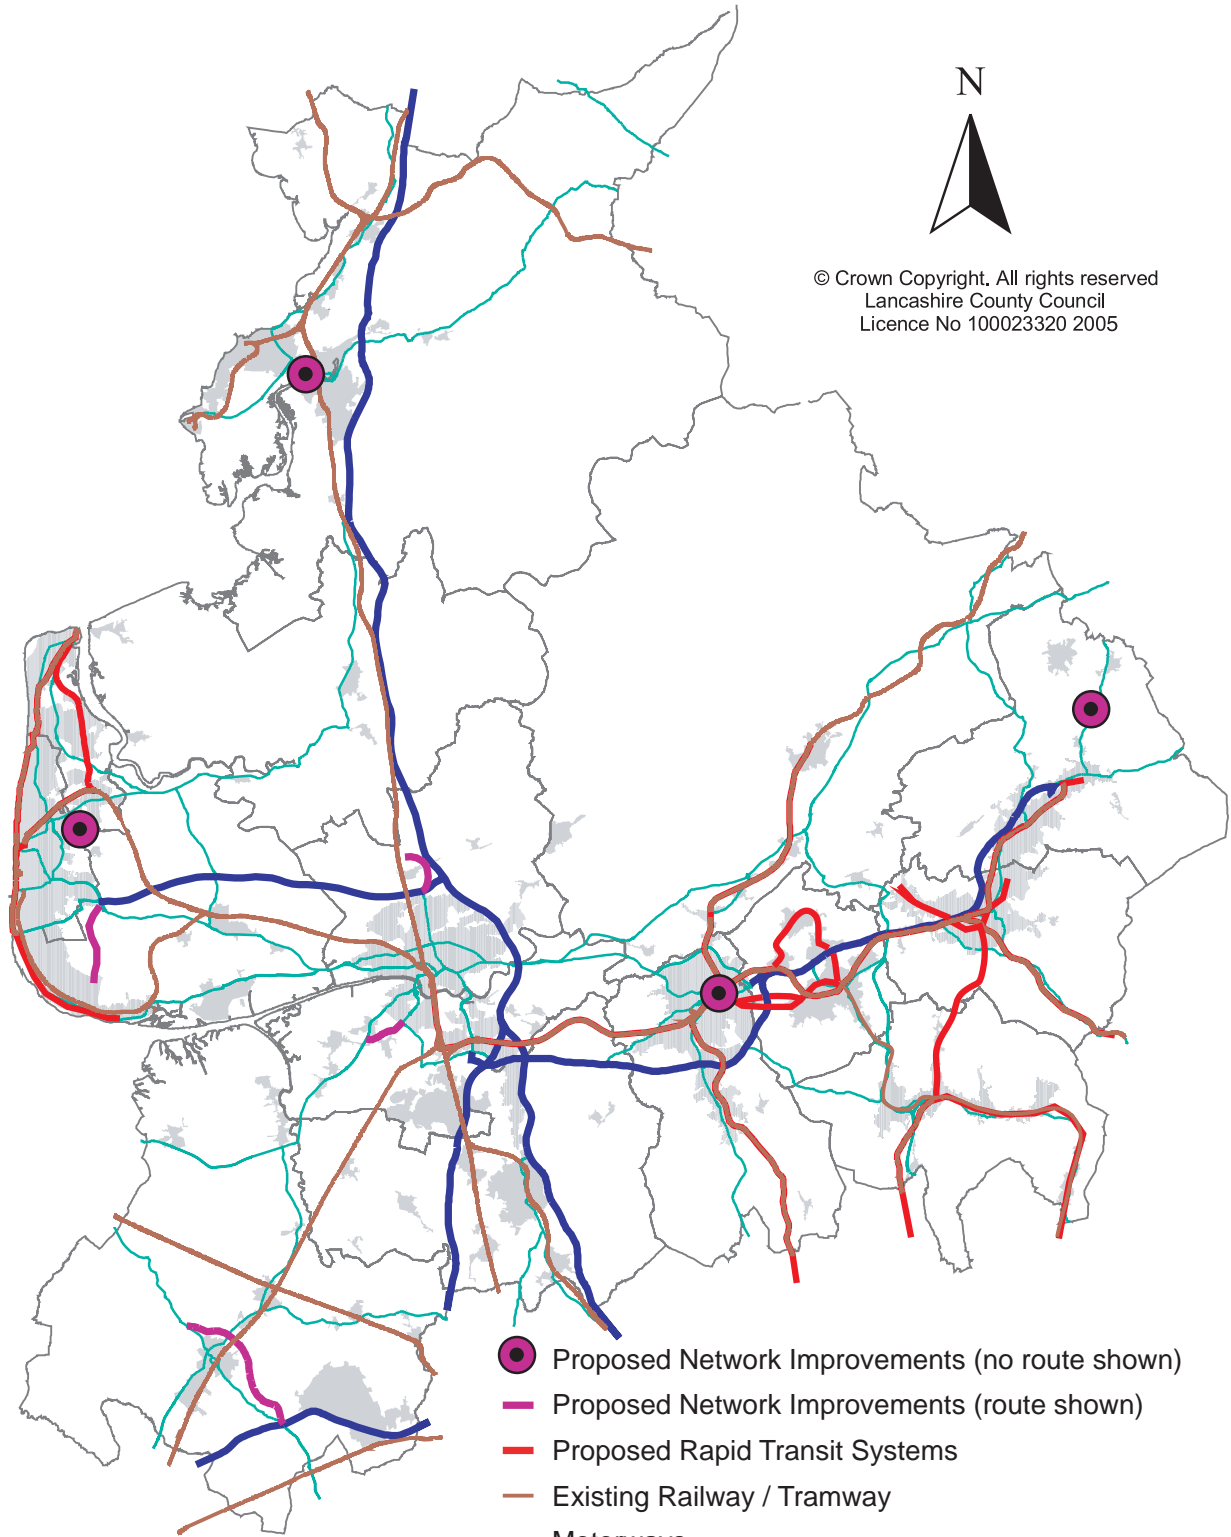 N
© Crown Copyright. All rights reserved
Lancashire County Council
Licence No 100023320 2005
Proposed Network Improvements (no route shown)
Proposed Network Improvements (route shown)
Proposed Rapid Transit Systems
Existing Railway / Tramway
Motorways